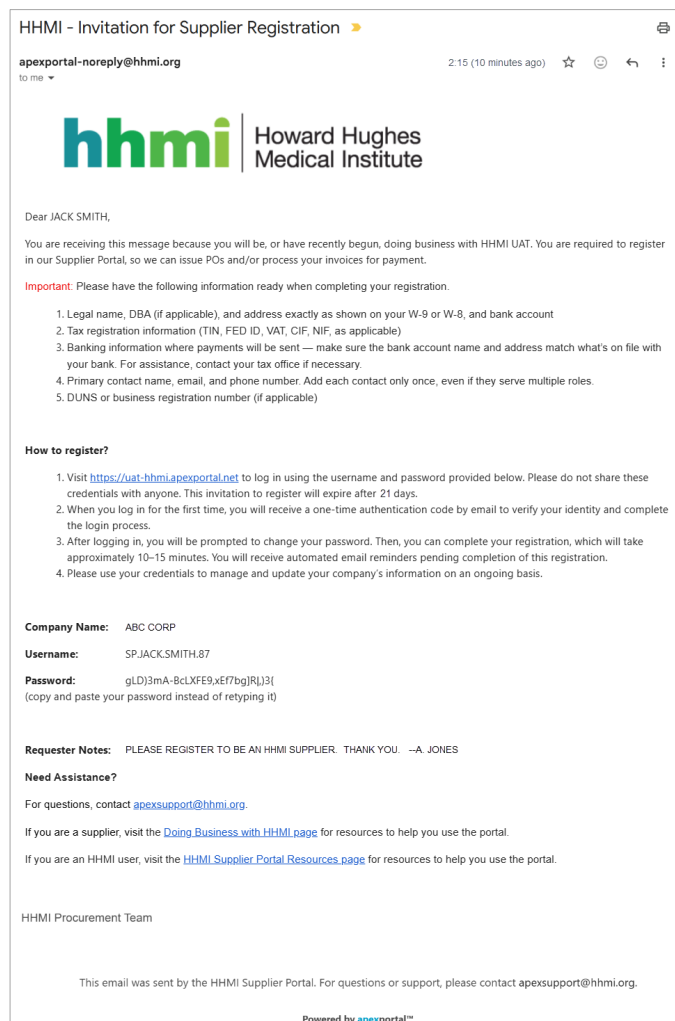 HHMI - Invitation for Supplier Registration
apexportal-noreply@hhmi.org
2:15 (10 minutes ago)
to me
hhmi
Howard Hughes
Medical Institute
Dear JACK SMITH,
You are receiving this message because you will be, or have recently begun, doing business with HHMI UAT. You are required to register
in our Supplier Portal, so we can issue POs and/or process your invoices for payment.
Important: Please have the following information ready when completing your registration.
1. Legal name, DBA (if applicable), and address exactly as shown on your W-9 or W-8, and bank account
2. Tax registration information (TIN, FED ID, VAT, CIF, NIF, as applicable)
3. Banking information where payments will be sent — make sure the bank account name and address match what's on file with
your bank. For assistance, contact your tax office if necessary.
4. Primary contact name, email, and phone number. Add each contact only once, even if they serve multiple roles.
5. DUNS or business registration number (if applicable)
How to register?
1. Visit https://uat-hhmi.apexportal.net to log in using the username and password provided below. Please do not share these
credentials with anyone. This invitation to register will expire after 21 days.
2. When you log in for the first time, you will receive a one-time authentication code by email to verify your identity and complete
the login process.
3. After logging in, you will be prompted to change your password. Then, you can complete your registration, which will take
approximately 10–15 minutes. You will receive automated email reminders pending completion of this registration.
4. Please use your credentials to manage and update your company's information on an ongoing basis.
Company Name: ABC CORP
Username: SP.JACK.SMITH.87
Password: gLD)3mA-BcLXFE9,xEf7bg]R[,)3{
(copy and paste your password instead of retyping it)
Requester Notes: PLEASE REGISTER TO BE AN HHMI SUPPLIER. THANK YOU. --A. JONES
Need Assistance?
For questions, contact apexsupport@hhmi.org.
If you are a supplier, visit the Doing Business with HHMI page for resources to help you use the portal.
If you are an HHMI user, visit the HHMI Supplier Portal Resources page for resources to help you use the portal.
HHMI Procurement Team
This email was sent by the HHMI Supplier Portal. For questions or support, please contact apexsupport@hhmi.org.
Powered by apexportal™